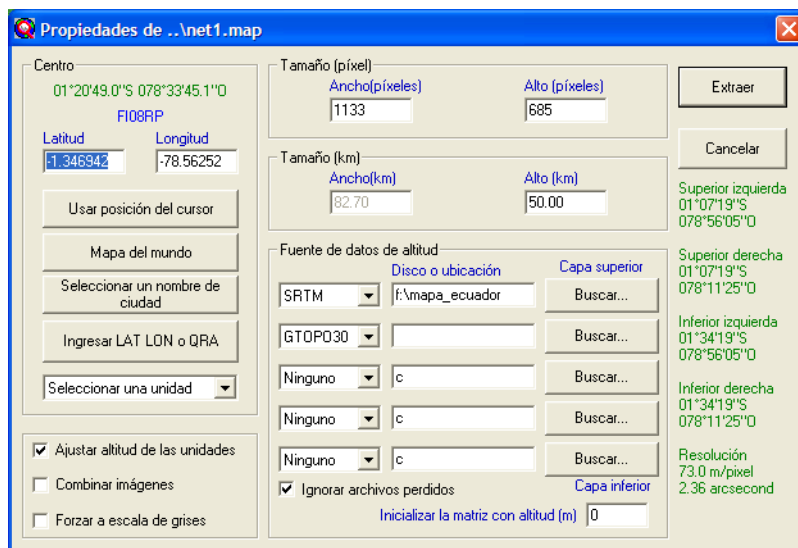 Propiedades de ..\net1.map
Centro
01°20'49.0''S 078°33'45.1''O
FI08RP
Latitud Longitud
-1.346942 -78.56252
Usar posición del cursor
Mapa del mundo
Seleccionar un nombre de
ciudad
Ingresar LAT LON o QRA
Seleccionar una unidad
Ajustar altitud de las unidades
Combinar imágenes
Forzar a escala de grises
Tamaño (píxel)
Ancho(píxeles) Alto (píxeles)
1133 685
Tamaño (km)
Ancho(km) Alto (km)
82.70 50.00
Fuente de datos de altitud
Disco o ubicación Capa superior
SRTM f:\mapa_ecuador Buscar...
GTOPO30 Buscar...
Ninguno c Buscar...
Ninguno c Buscar...
Ninguno c Buscar...
Ignorar archivos perdidos Capa inferior
Inicializar la matriz con altitud (m) 0
Extraer
Cancelar
Superior izquierda
01°07'19''S
078°56'05''O
Superior derecha
01°07'19''S
078°11'25''O
Inferior izquierda
01°34'19''S
078°56'05''O
Inferior derecha
01°34'19''S
078°11'25''O
Resolución
73.0 m/pixel
2.36 arcsecond